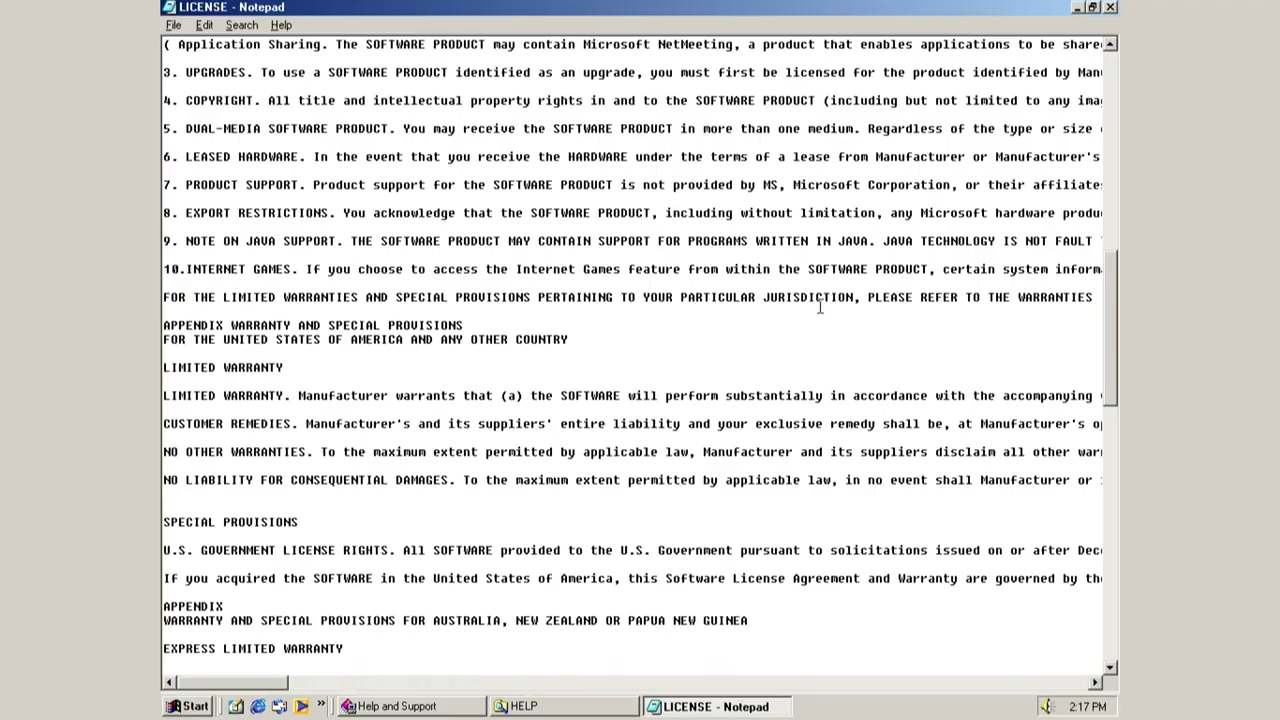 LICENSE - Notepad
File Edit Search Help
( Application Sharing. The SOFTWARE PRODUCT may contain Microsoft NetMeeting, a product that enables applications to be share
3. UPGRADES. To use a SOFTWARE PRODUCT identified as an upgrade, you must first be licensed for the product identified by Man
4. COPYRIGHT. All title and intellectual property rights in and to the SOFTWARE PRODUCT (including but not limited to any ima
5. DUAL-MEDIA SOFTWARE PRODUCT. You may receive the SOFTWARE PRODUCT in more than one medium. Regardless of the type or size
6. LEASED HARDWARE. In the event that you receive the HARDWARE under the terms of a lease from Manufacturer or Manufacturer's
7. PRODUCT SUPPORT. Product support for the SOFTWARE PRODUCT is not provided by MS, Microsoft Corporation, or their affiliate
8. EXPORT RESTRICTIONS. You acknowledge that the SOFTWARE PRODUCT, including without limitation, any Microsoft hardware produ
9. NOTE ON JAVA SUPPORT. THE SOFTWARE PRODUCT MAY CONTAIN SUPPORT FOR PROGRAMS WRITTEN IN JAVA. JAVA TECHNOLOGY IS NOT FAULT
10.INTERNET GAMES. If you choose to access the Internet Games feature from within the SOFTWARE PRODUCT, certain system inform
FOR THE LIMITED WARRANTIES AND SPECIAL PROVISIONS PERTAINING TO YOUR PARTICULAR JURISDICTION, PLEASE REFER TO THE WARRANTIES
APPENDIX WARRANTY AND SPECIAL PROVISIONS
FOR THE UNITED STATES OF AMERICA AND ANY OTHER COUNTRY
LIMITED WARRANTY
LIMITED WARRANTY. Manufacturer warrants that (a) the SOFTWARE will perform substantially in accordance with the accompanying
CUSTOMER REMEDIES. Manufacturer's and its suppliers' entire liability and your exclusive remedy shall be, at Manufacturer's op
NO OTHER WARRANTIES. To the maximum extent permitted by applicable law, Manufacturer and its suppliers disclaim all other war
NO LIABILITY FOR CONSEQUENTIAL DAMAGES. To the maximum extent permitted by applicable law, in no event shall Manufacturer or
SPECIAL PROVISIONS
U.S. GOVERNMENT LICENSE RIGHTS. All SOFTWARE provided to the U.S. Government pursuant to solicitations issued on or after Dec
If you acquired the SOFTWARE in the United States of America, this Software License Agreement and Warranty are governed by th
APPENDIX
WARRANTY AND SPECIAL PROVISIONS FOR AUSTRALIA, NEW ZEALAND OR PAPUA NEW GUINEA
EXPRESS LIMITED WARRANTY
Start » Help and Support HELP LICENSE - Notepad 2:17 PM